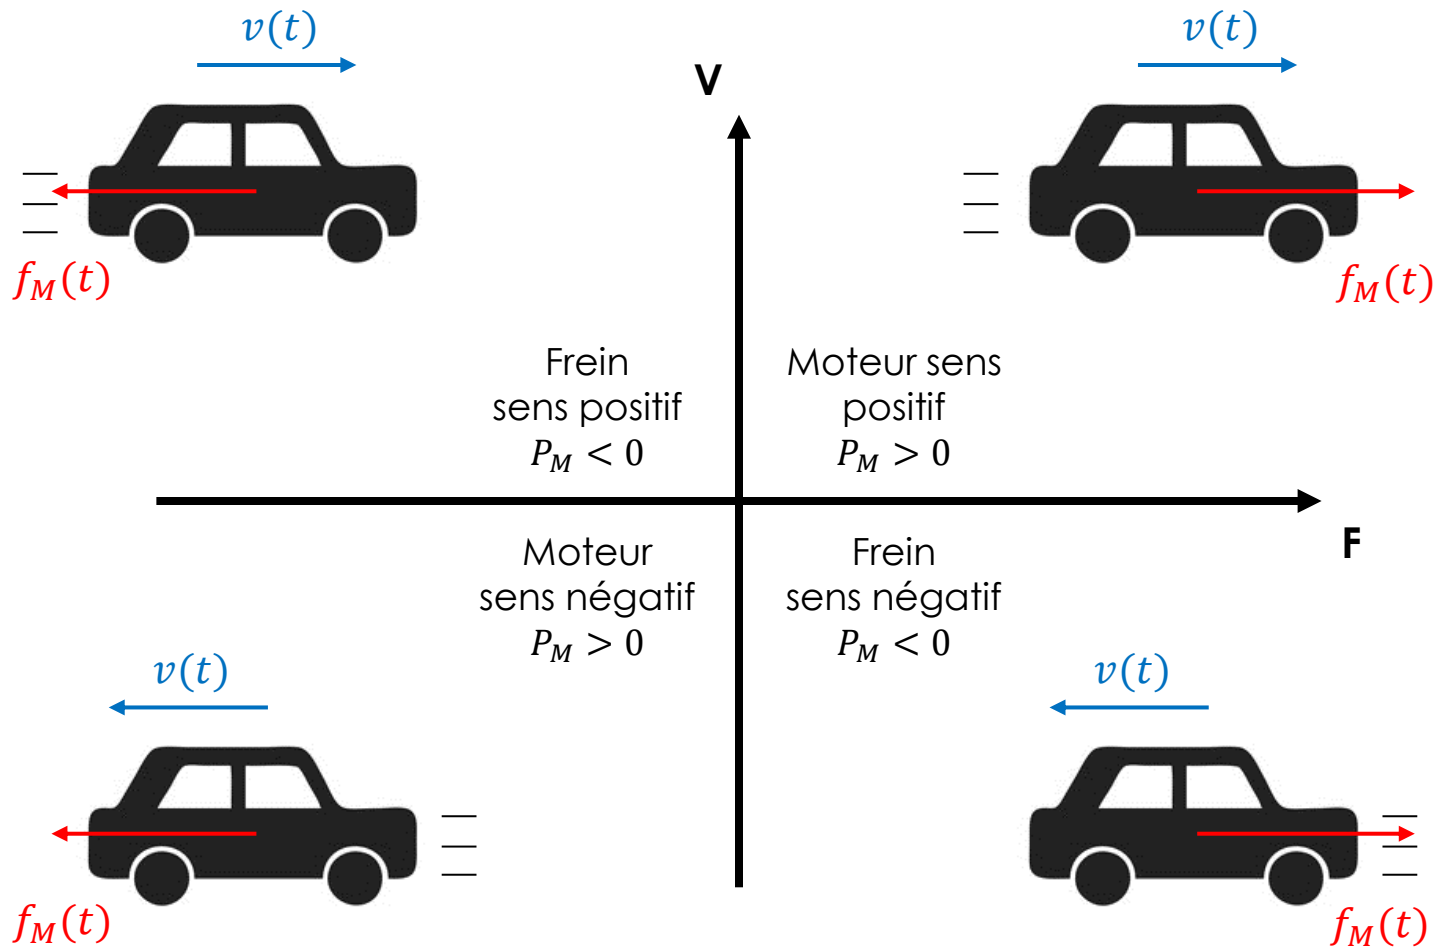 v(t)
v(t)
V
f_M(t)
f_M(t)
Frein
sens positif
P_M < 0
Moteur sens
positif
P_M > 0
F
Moteur
sens négatif
P_M > 0
Frein
sens négatif
P_M < 0
v(t)
v(t)
f_M(t)
f_M(t)